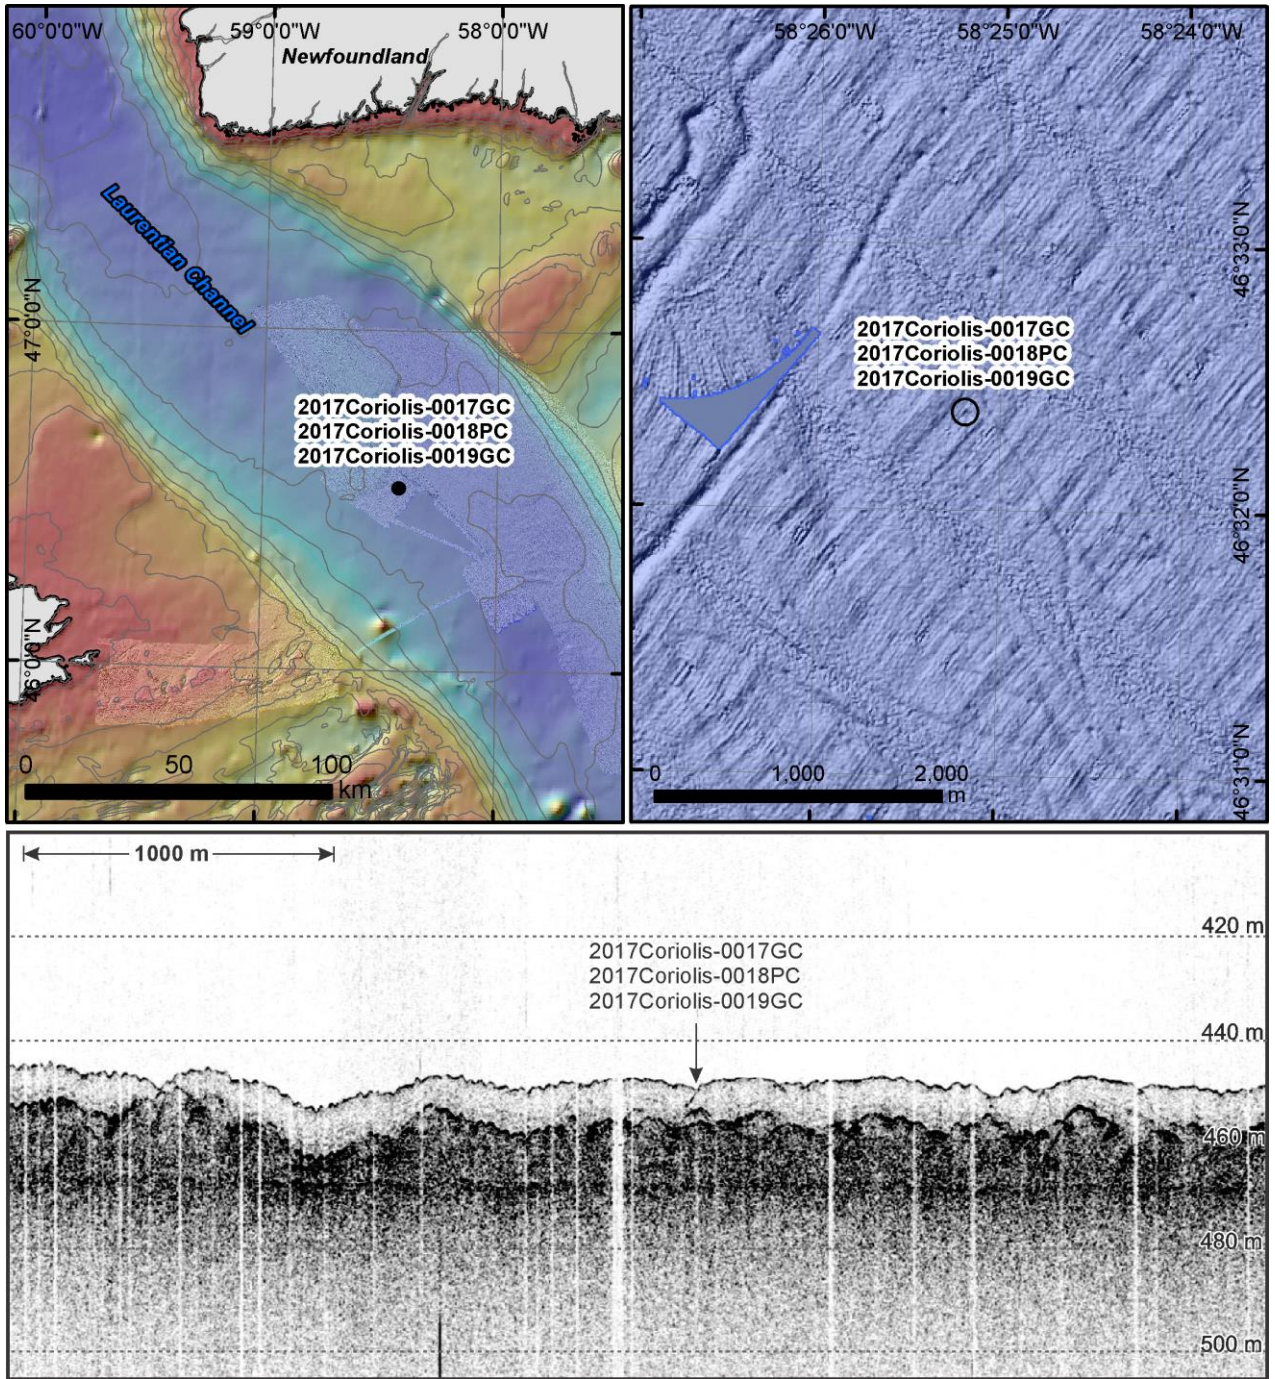 60°0'0"W
59°0'0"W
58°0'0"W
Newfoundland
Laurentian Channel
47°0'0"N
2017Coriolis-0017GC
2017Coriolis-0018PC
2017Coriolis-0019GC
46°0'0"N
0 50 100
km
58°26'0"W
58°25'0"W
58°24'0"W
46°33'0"N
2017Coriolis-0017GC
2017Coriolis-0018PC
2017Coriolis-0019GC
46°32'0"N
46°31'0"N
0 1,000 2,000
m
1000 m
420 m
2017Coriolis-0017GC
2017Coriolis-0018PC
2017Coriolis-0019GC
440 m
460 m
480 m
500 m